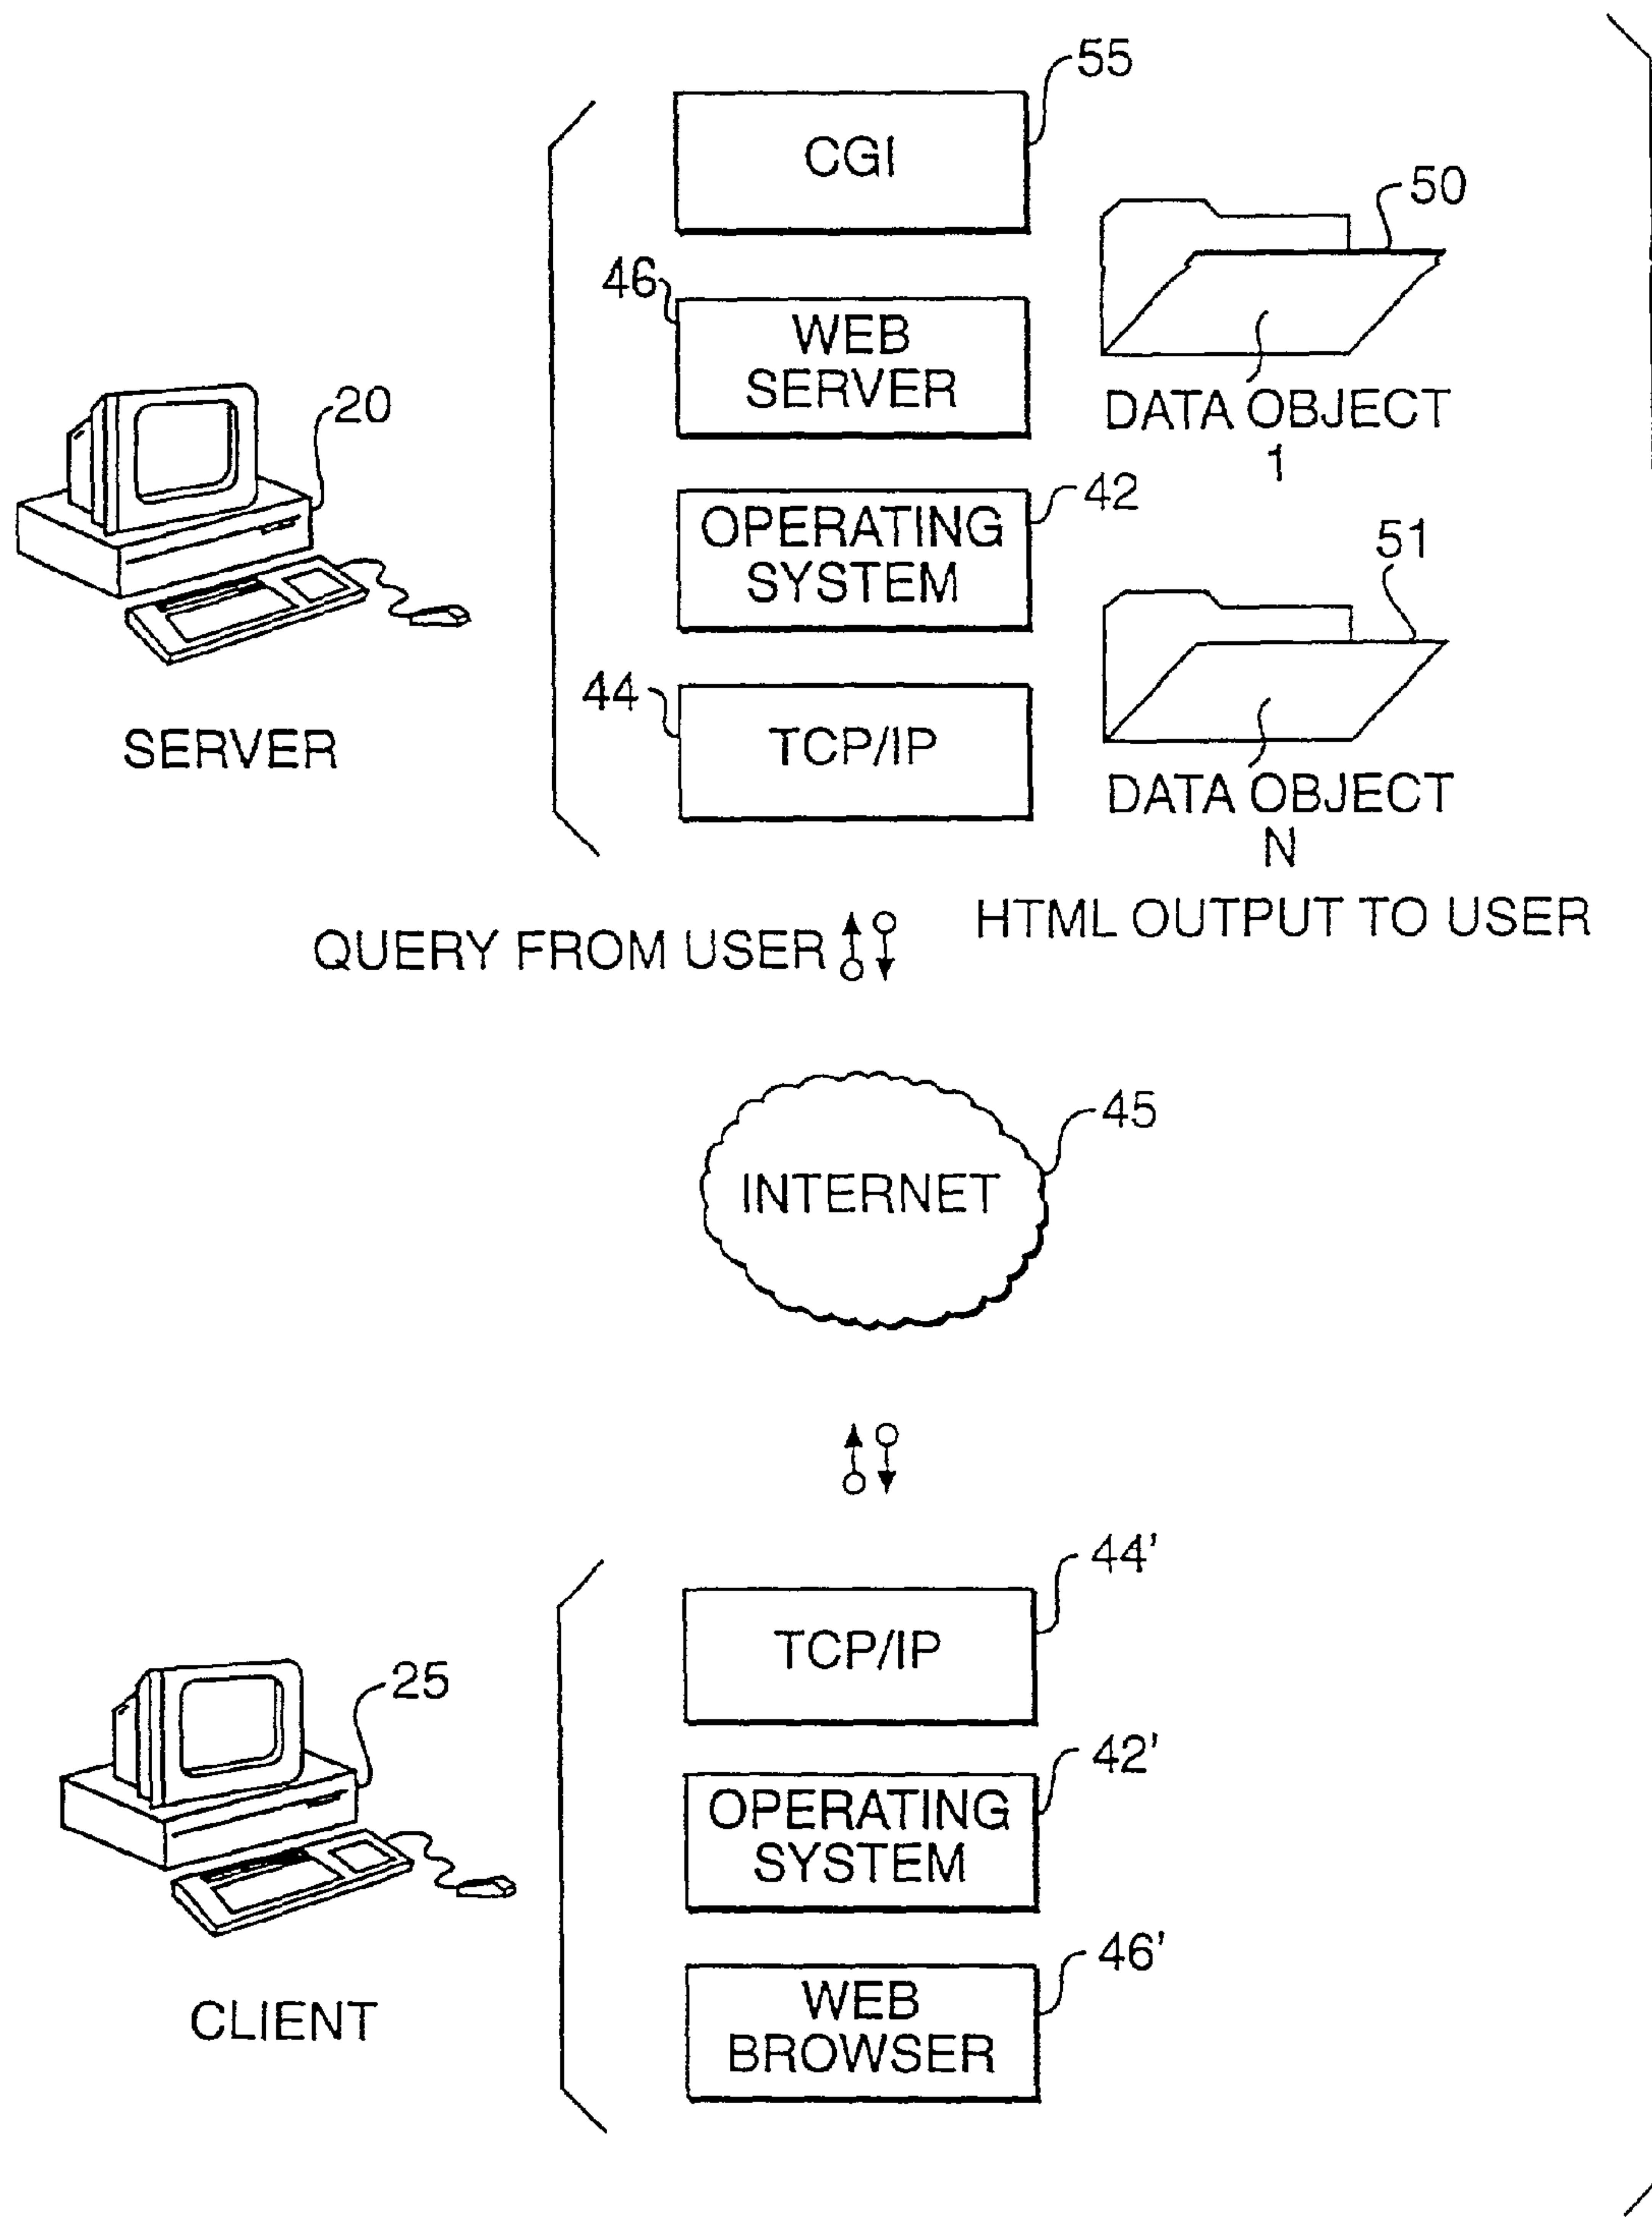 55
CGI
50
46
WEB
SERVER
DATA OBJECT
1
20
42
OPERATING
SYSTEM
51
44
TCP/IP
SERVER
DATA OBJECT
N
HTML OUTPUT TO USER
QUERY FROM USER
45
INTERNET
44'
TCP/IP
25
42'
OPERATING
SYSTEM
46'
WEB
BROWSER
CLIENT